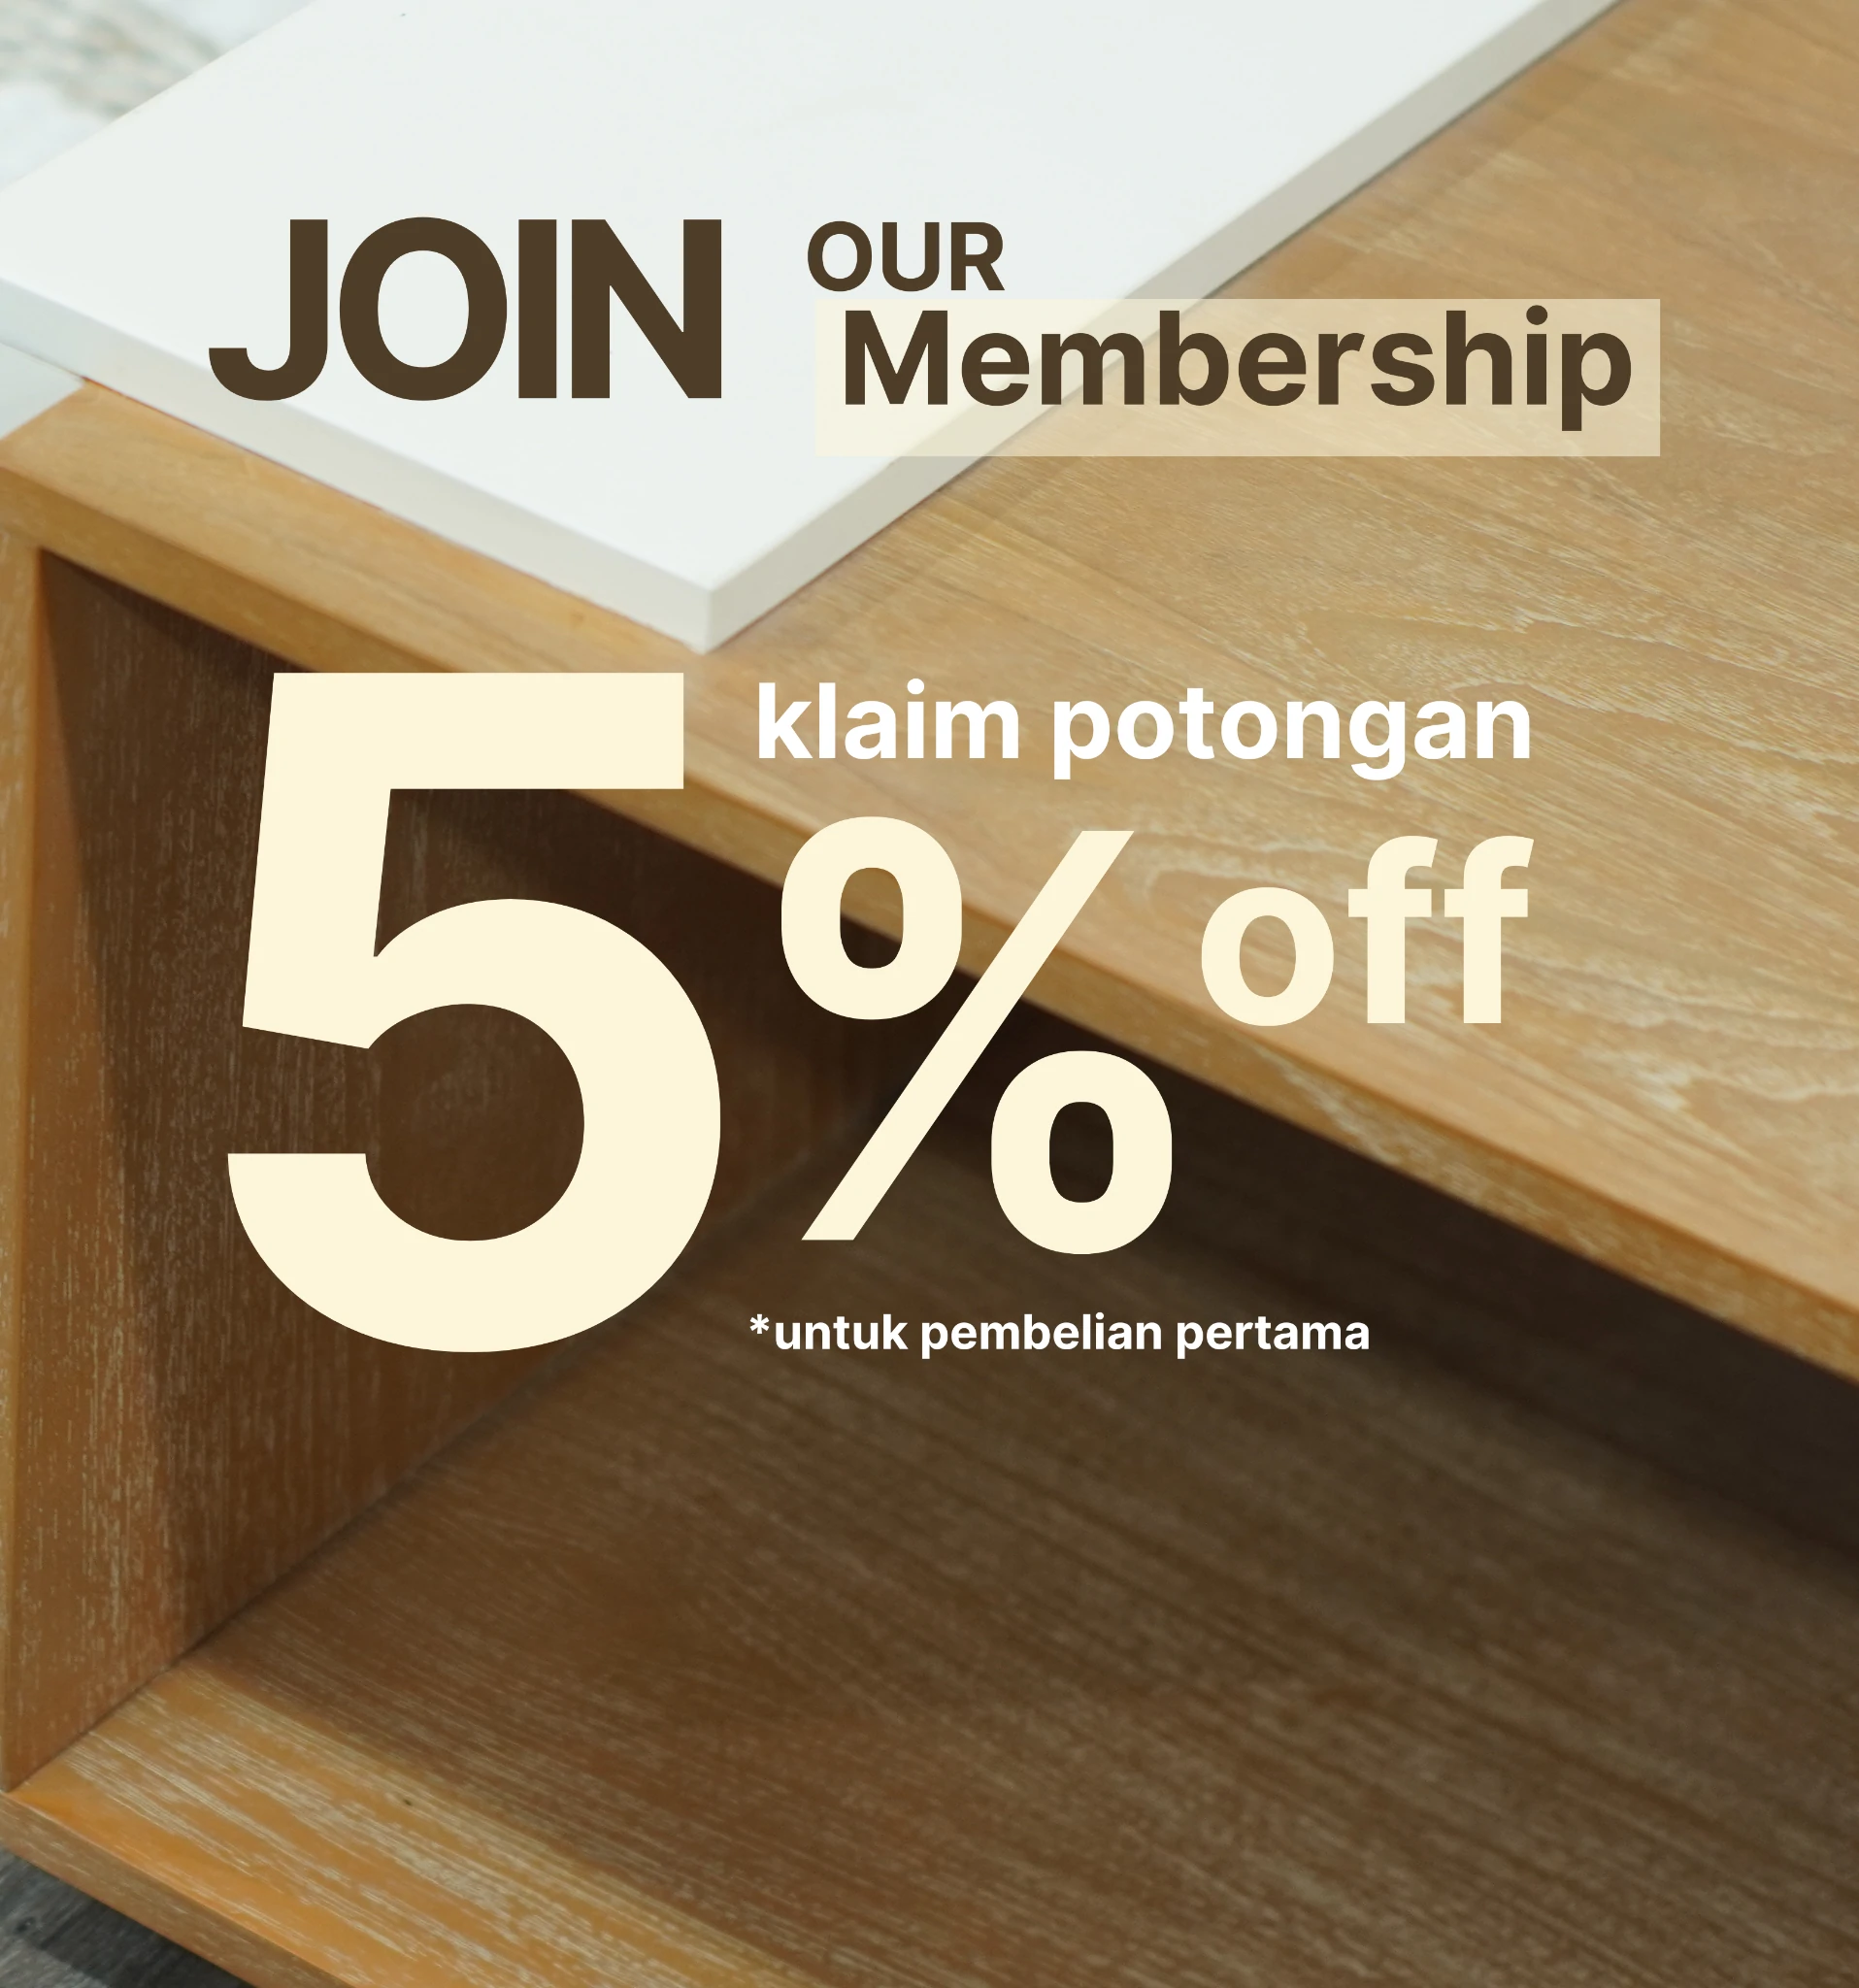 JOIN OUR
Membership
klaim potongan
5% off
*untuk pembelian pertama